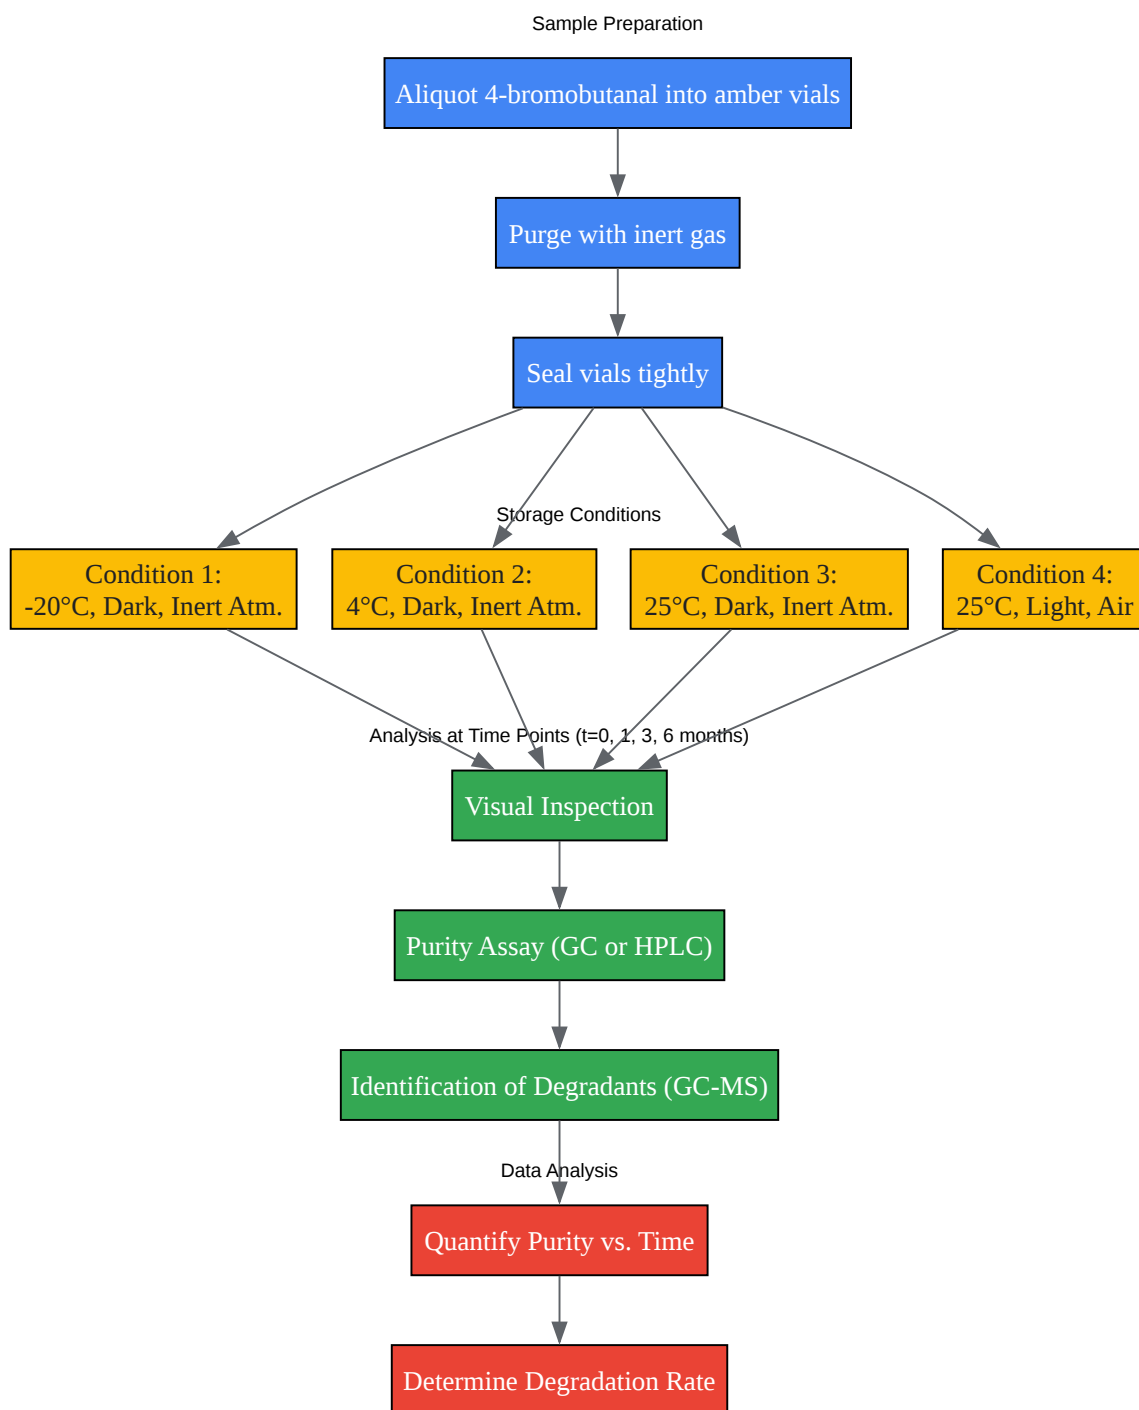 Sample Preparation
Aliquot 4-bromobutanal into amber vials
Purge with inert gas
Seal vials tightly
Storage Conditions
Condition 1:
-20°C, Dark, Inert Atm.
Condition 2:
4°C, Dark, Inert Atm.
Condition 3:
25°C, Dark, Inert Atm.
Condition 4:
25°C, Light, Air
Analysis at Time Points (t=0, 1, 3, 6 months)
Visual Inspection
Purity Assay (GC or HPLC)
Identification of Degradants (GC-MS)
Data Analysis
Quantify Purity vs. Time
Determine Degradation Rate